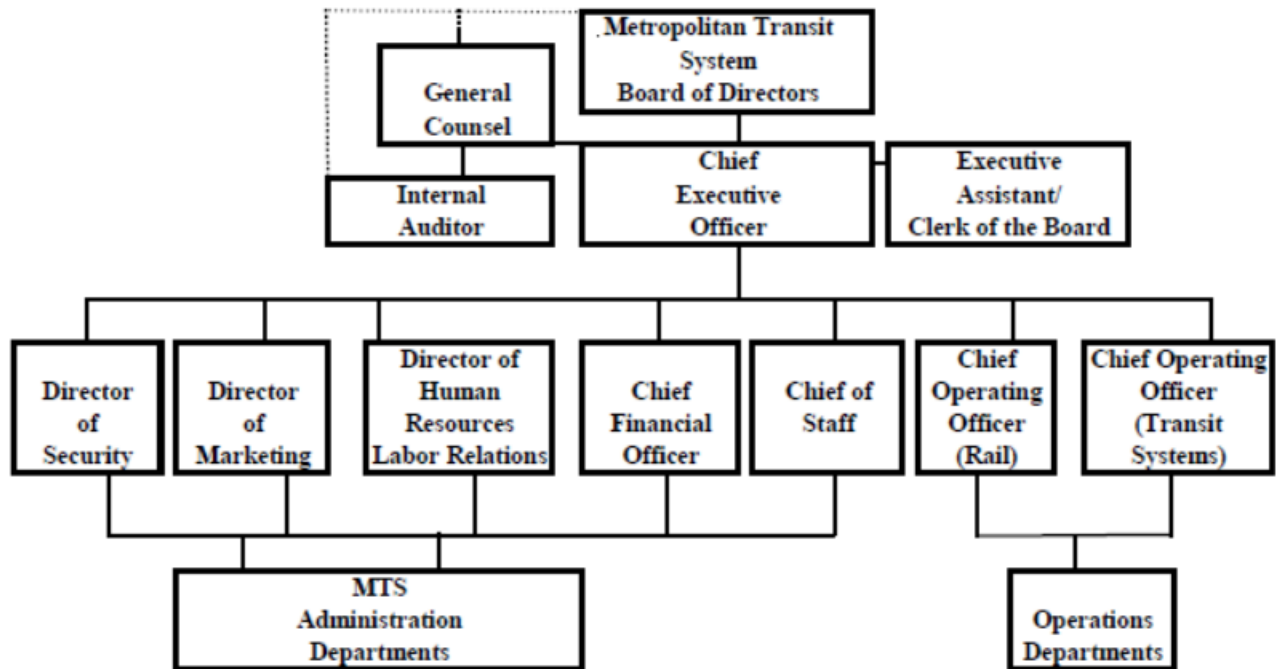 Metropolitan Transit
System
Board of Directors
General
Counsel
Chief
Executive
Officer
Executive
Assistant/
Clerk of the Board
Internal
Auditor
Director
of
Security
Director
of
Marketing
Director of
Human
Resources
Labor Relations
Chief
Financial
Officer
Chief of
Staff
Chief
Operating
Officer
(Rail)
Chief Operating
Officer
(Transit
Systems)
MTS
Administration
Departments
Operations
Departments